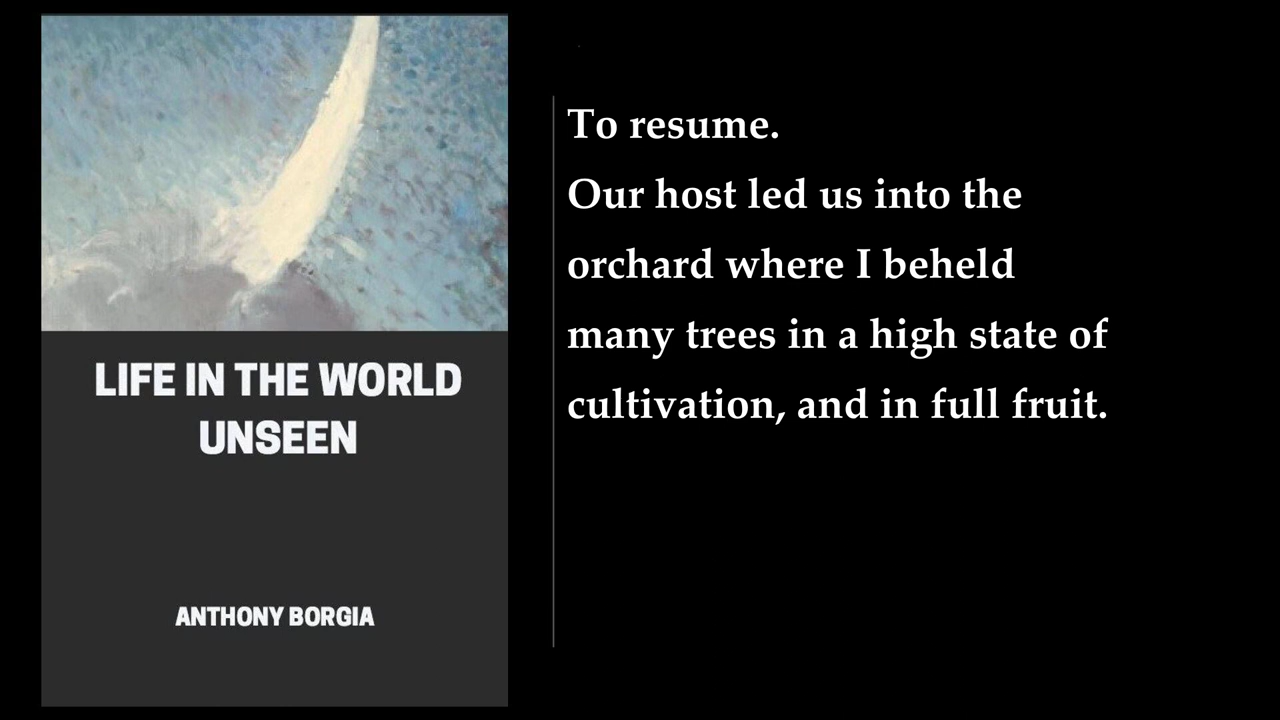 LIFE IN THE WORLD
UNSEEN
ANTHONY BORGIA
To resume.
Our host led us into the
orchard where I beheld
many trees in a high state of
cultivation, and in full fruit.